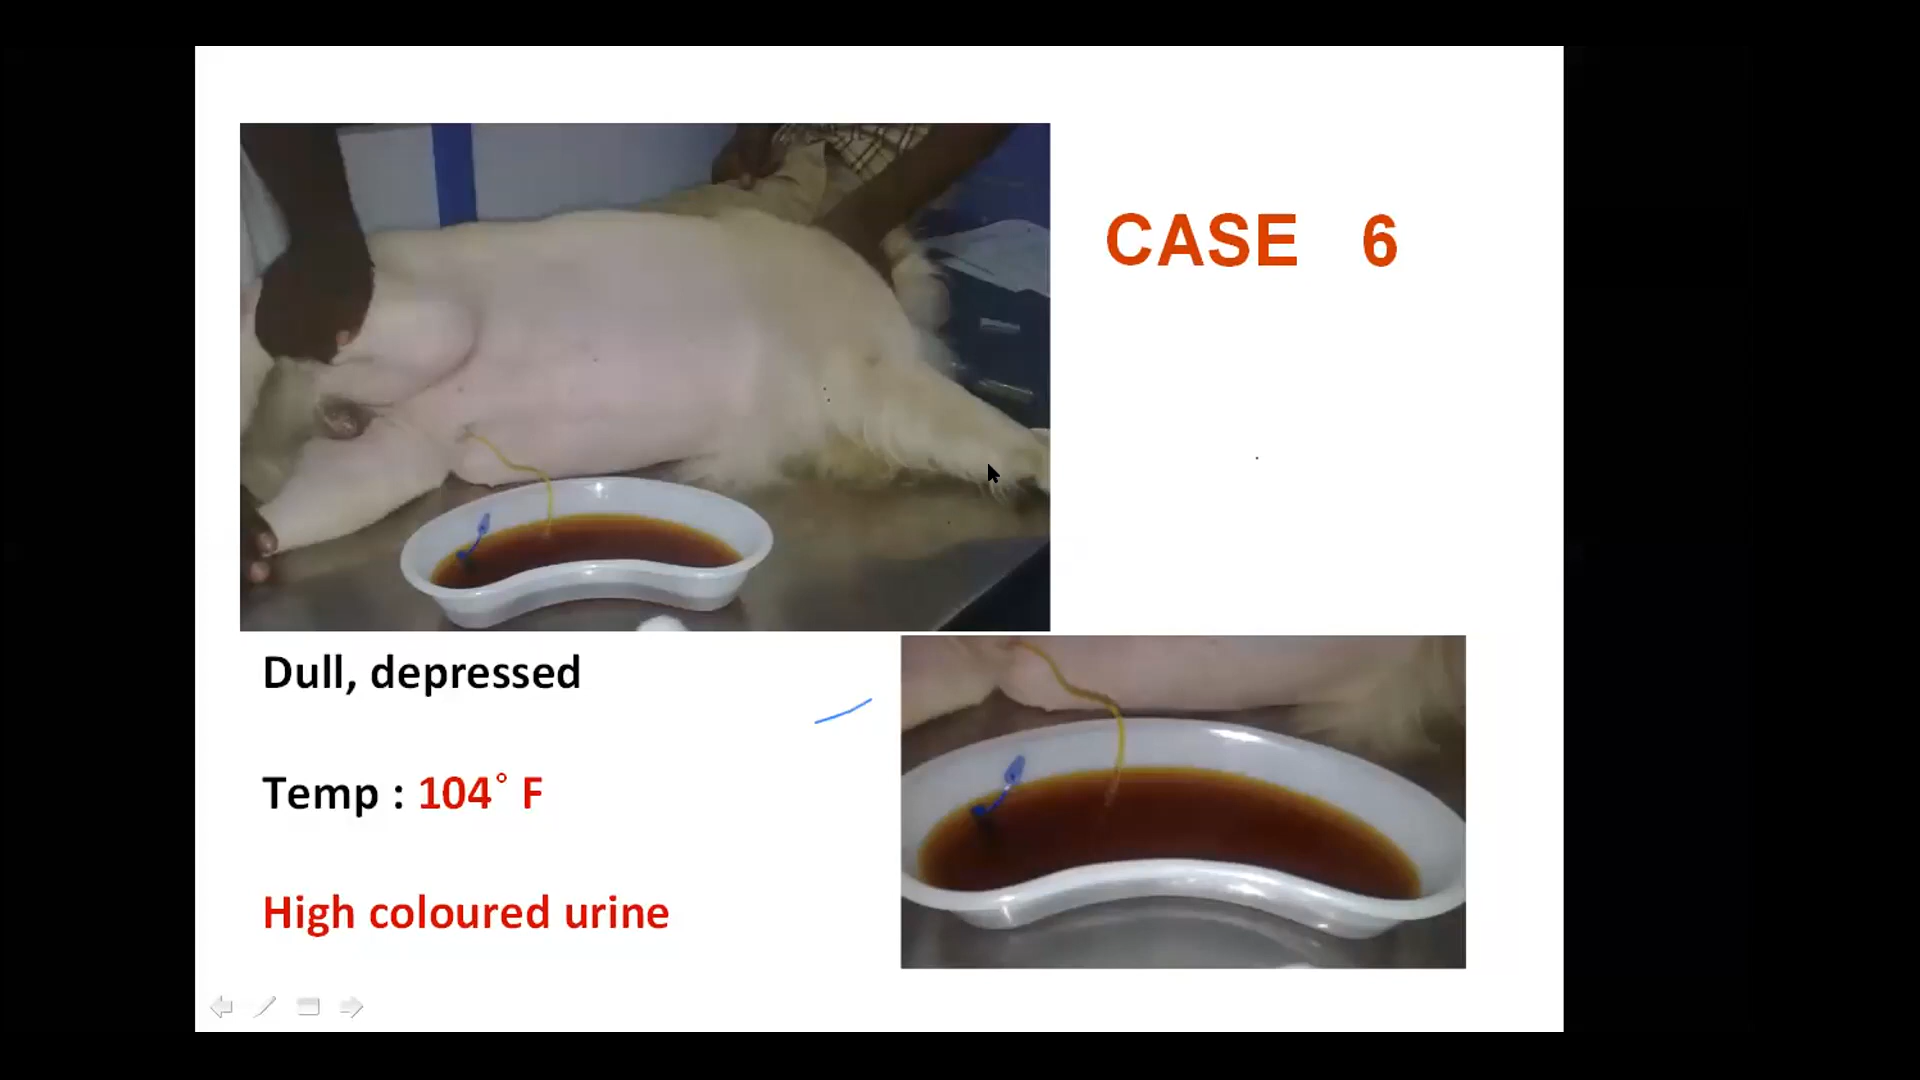 CASE 6
Dull, depressed
Temp : 104° F
High coloured urine